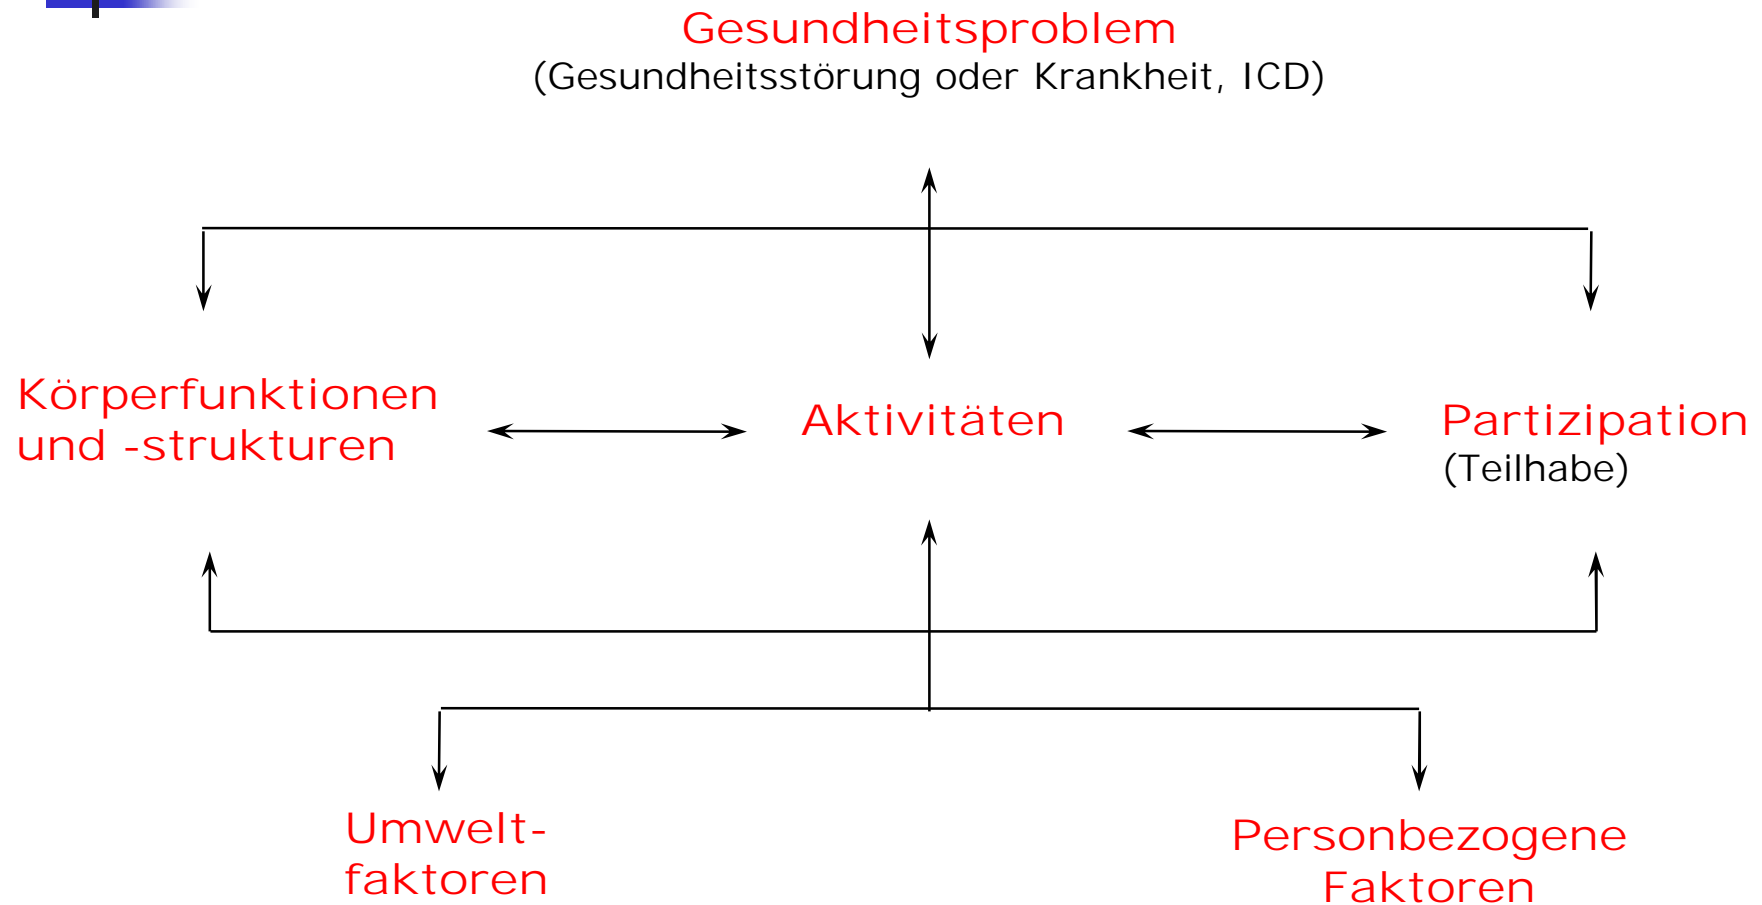 Gesundheitsproblem
(Gesundheitsstörung oder Krankheit, ICD)
Körperfunktionen
und -strukturen
Aktivitäten
Partizipation
(Teilhabe)
Umwelt-
faktoren
Personbezogene
Faktoren